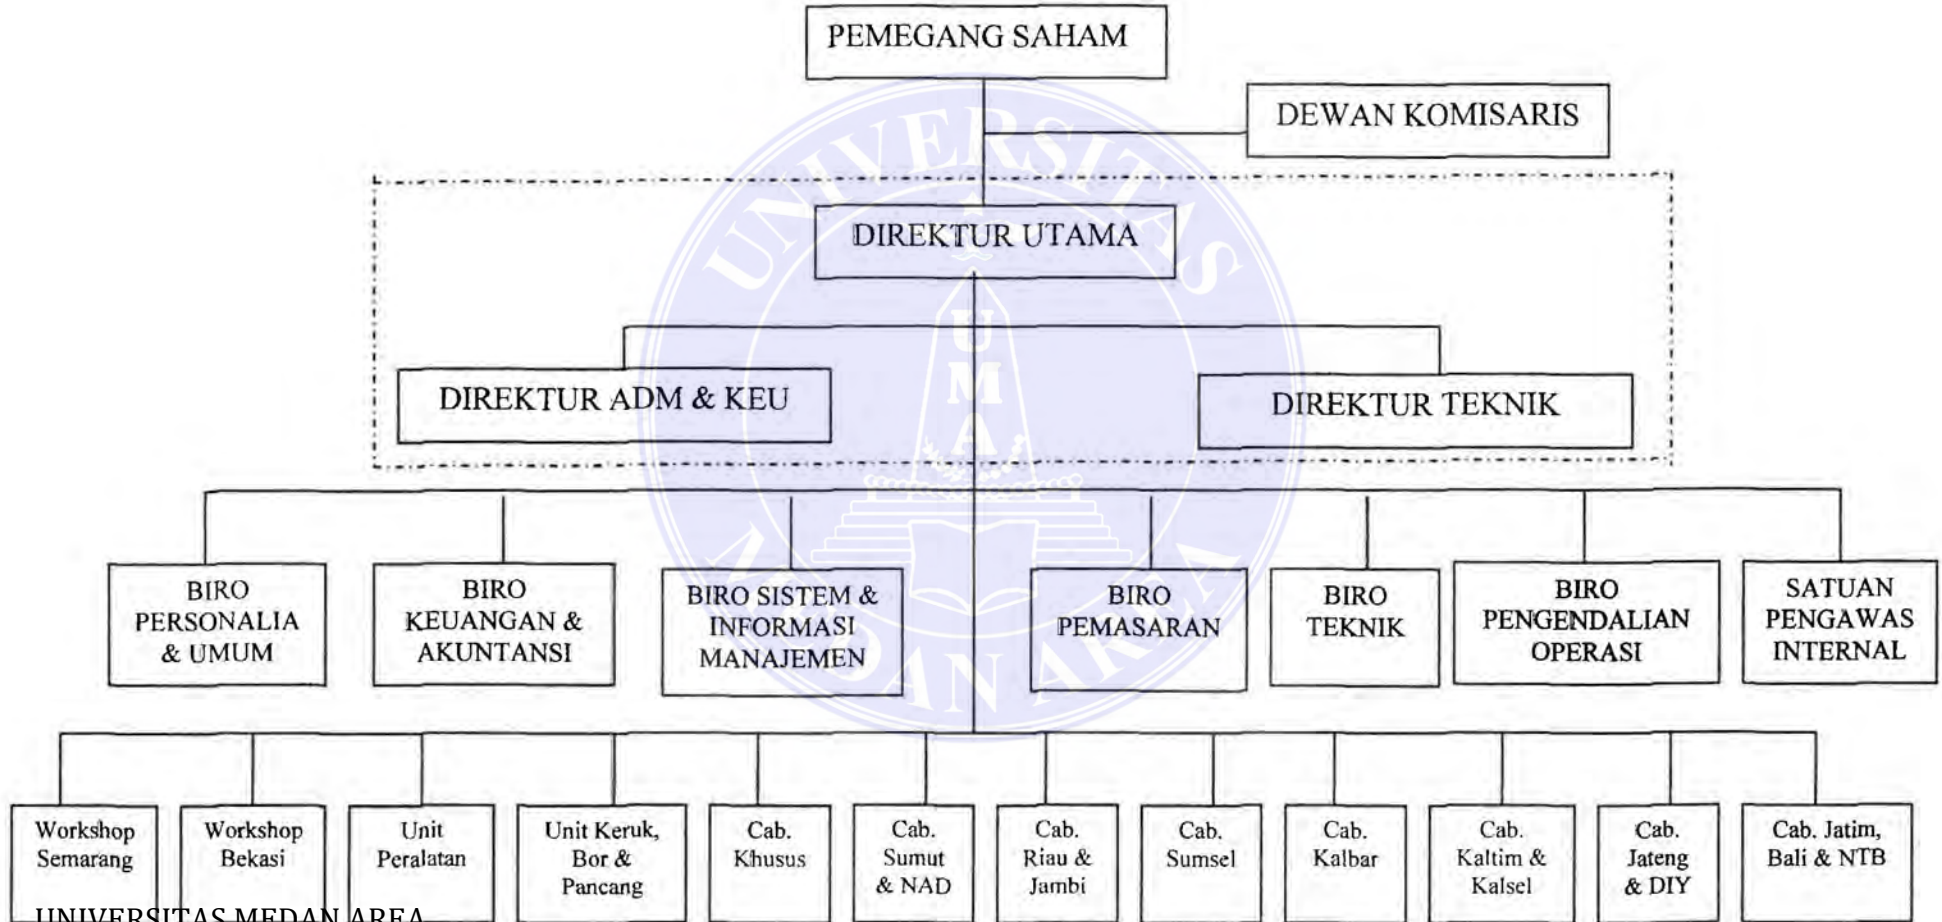 PEMEGANG SAHAM
DEWAN KOMISARIS
DIREKTUR UTAMA
DIREKTUR ADM & KEU
DIREKTUR TEKNIK
BIRO
PERSONALIA
& UMUM
BIRO
KEUANGAN &
AKUNTANSI
BIRO SISTEM &
INFORMASI
MANAJEMEN
BIRO
PEMASARAN
BIRO
TEKNIK
BIRO
PENGENDALIAN
OPERASI
SATUAN
PENGAWAS
INTERNAL
Workshop
Semarang
Workshop
Bekasi
Unit
Peralatan
Unit Keruk,
Bor &
Pancang
Cab.
Khusus
Cab.
Sumut
& NAD
Cab.
Riau &
Jambi
Cab.
Sumsel
Cab.
Kalbar
Cab.
Kaltim &
Kalsel
Cab.
Jateng
& DIY
Cab. Jatim,
Bali & NTB
UNIVERSITAS MEDAN AREA
UNIVERSITAS
MEDAN AREA
U
M
A